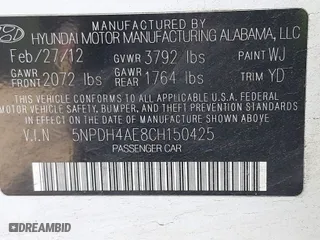 MANUFACTURED BY
HYUNDAI MOTOR MANUFACTURING ALABAMA, LLC
Feb/27/12 GVWR 3792 lbs PAINT WJ
GAWR FRONT 2072 lbs GAWR REAR 1764 lbs TRIM YD
THIS VEHICLE CONFORMS TO ALL APPLICABLE U.S. FEDERAL
MOTOR VEHICLE SAFETY, BUMPER, AND THEFT PREVENTION
STANDARDS IN EFFECT ON THE DATE OF MANUFACTURE SHOWN ABOVE.
V.I.N 5NPDH4AE8CH150425
PASSENGER CAR
© DREAMBID.COM